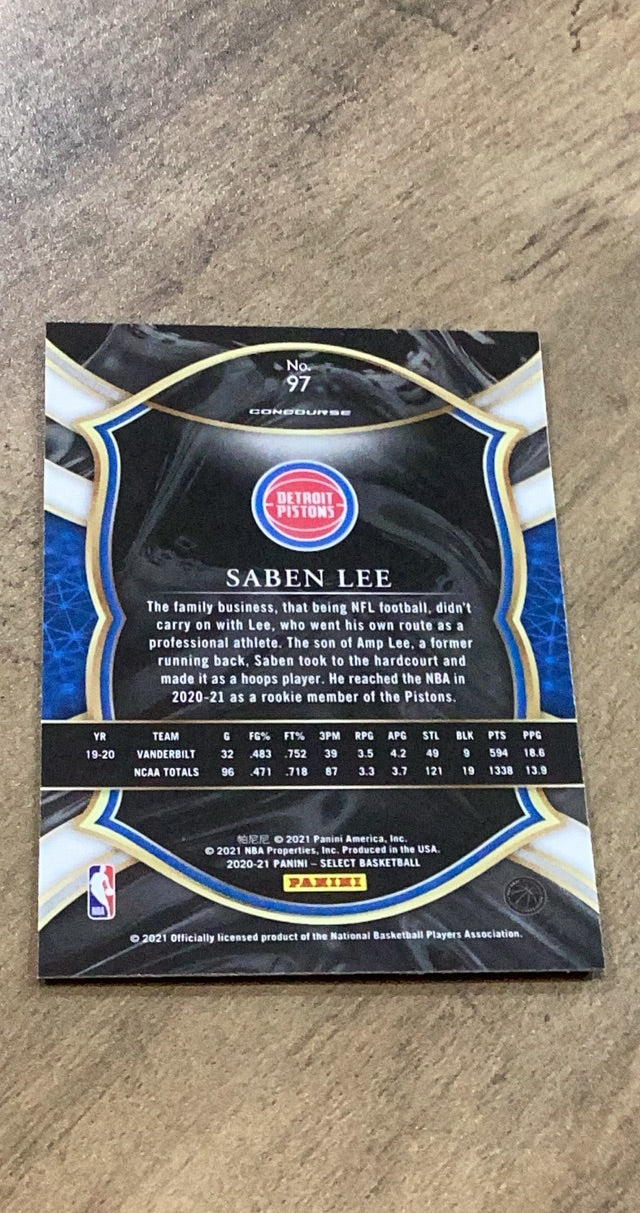 No.
97
CONCOURSE
DETROIT
PISTONS
SABEN LEE
The family business, that being NFL football, didn't
carry on with Lee, who went his own route as a
professional athlete. The son of Amp Lee, a former
running back, Saben took to the hardcourt and
made it as a hoops player. He reached the NBA in
2020-21 as a rookie member of the Pistons.
YR TEAM G FG% FT% 3PM RPG APG STL BLK PTS PPG
19-20 VANDERBILT 32 .483 .752 39 3.5 4.2 49 9 594 18.6
NCAA TOTALS 96 .471 .718 87 3.3 3.7 121 19 1338 13.9
帕尼尼 © 2021 Panini America, Inc.
© 2021 NBA Properties, Inc. Produced in the USA.
2020-21 PANINI – SELECT BASKETBALL
PANINI
NBA
© 2021 Officially licensed product of the National Basketball Players Association.